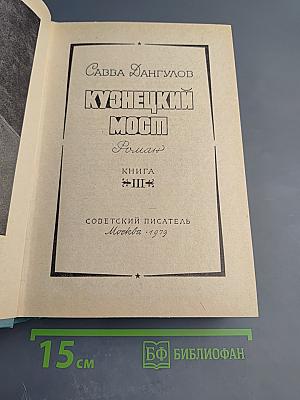 САВВА ДАНГУЛОВ
КУЗНЕЦКИЙ
МОСТ
Роман
КНИГА
III
СОВЕТСКИЙ ПИСАТЕЛЬ
Москва · 1979
15 СМ
БФ БИБЛИОФАН